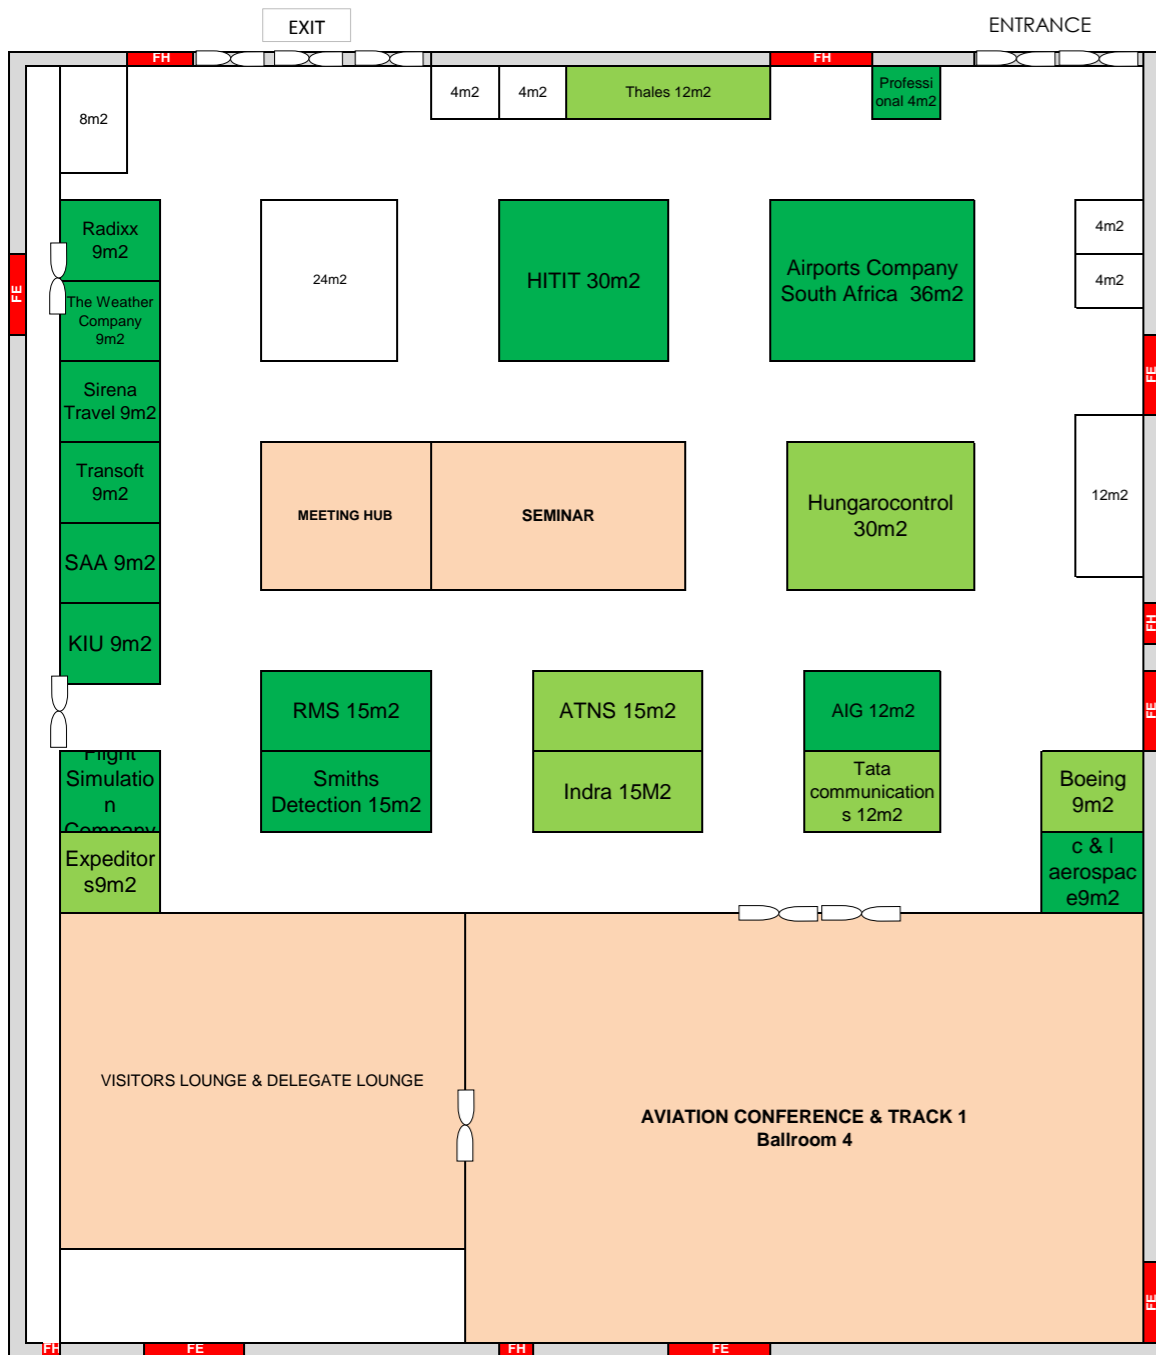 EXIT
ENTRANCE
FH
FH
8m2
4m2
4m2
Thales 12m2
Professi
onal 4m2
Radixx
9m2
24m2
HITIT 30m2
Airports Company
South Africa  36m2
4m2
4m2
FE
The Weather
Company
9m2
Sirena
Travel 9m2
FE
Transoft
9m2
MEETING HUB
SEMINAR
Hungarocontrol
30m2
12m2
SAA 9m2
KIU 9m2
FH
RMS 15m2
ATNS 15m2
AIG 12m2
FE
Flight
Simulatio
n
Company
Smiths
Detection 15m2
Indra 15M2
Tata
communication
s 12m2
Boeing
9m2
Expeditor
s9m2
c & l
aerospac
e9m2
VISITORS LOUNGE & DELEGATE LOUNGE
AVIATION CONFERENCE & TRACK 1
Ballroom 4
FE
FH
FE
FH
FE